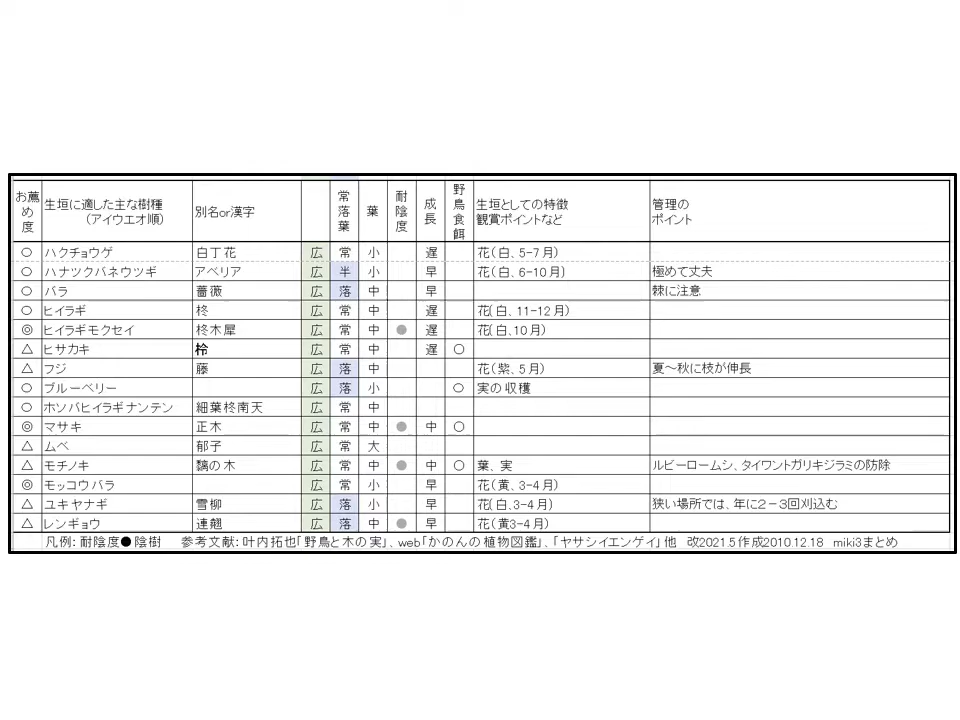 お薦め度 生垣に適した主な樹種(アイウエオ順) 別名or漢字 常落葉 葉 耐陰度 成長 野鳥食餌 生垣としての特徴 観賞ポイントなど 管理のポイント
○ ハクチョウゲ 白丁花 広 常 小 遅 花(白、5-7月)
○ ハナツクバネウツギ アベリア 広 半 小 早 花(白、6-10月) 極めて丈夫
○ バラ 薔薇 広 落 中 早 棘に注意
○ ヒイラギ 柊 広 常 中 遅 花(白、11-12月)
◎ ヒイラギモクセイ 柊木犀 広 常 中 ● 遅 花(白、10月)
△ ヒサカキ 柃 広 常 中 遅 ○
△ フジ 藤 広 落 中 早 花(紫、5月) 夏～秋に枝が伸長
○ ブルーベリー 広 落 小 ○ 実の収穫
○ ホソバヒイラギナンテン 細葉柊南天 広 常 中
◎ マサキ 正木 広 常 中 ● 中 ○
△ ムベ 郁子 広 常 大
△ モチノキ 黐の木 広 常 中 ● 中 ○ 葉、実 ルビーロームシ、タイワントガリキジラミの防除
◎ モッコウバラ 広 常 小 早 花(黄、3-4月)
△ ユキヤナギ 雪柳 広 落 小 早 花(白、3-4月) 狭い場所では、年に2－3回刈込む
△ レンギョウ 連翹 広 落 中 ● 早 花(黄3-4月)
凡例：耐陰度●陰樹 参考文献：叶内拓也「野鳥と木の実」、web「かのんの植物図鑑」、「ヤサシイエンゲイ」他 改2021.5作成2010.12.18 miki3まとめ